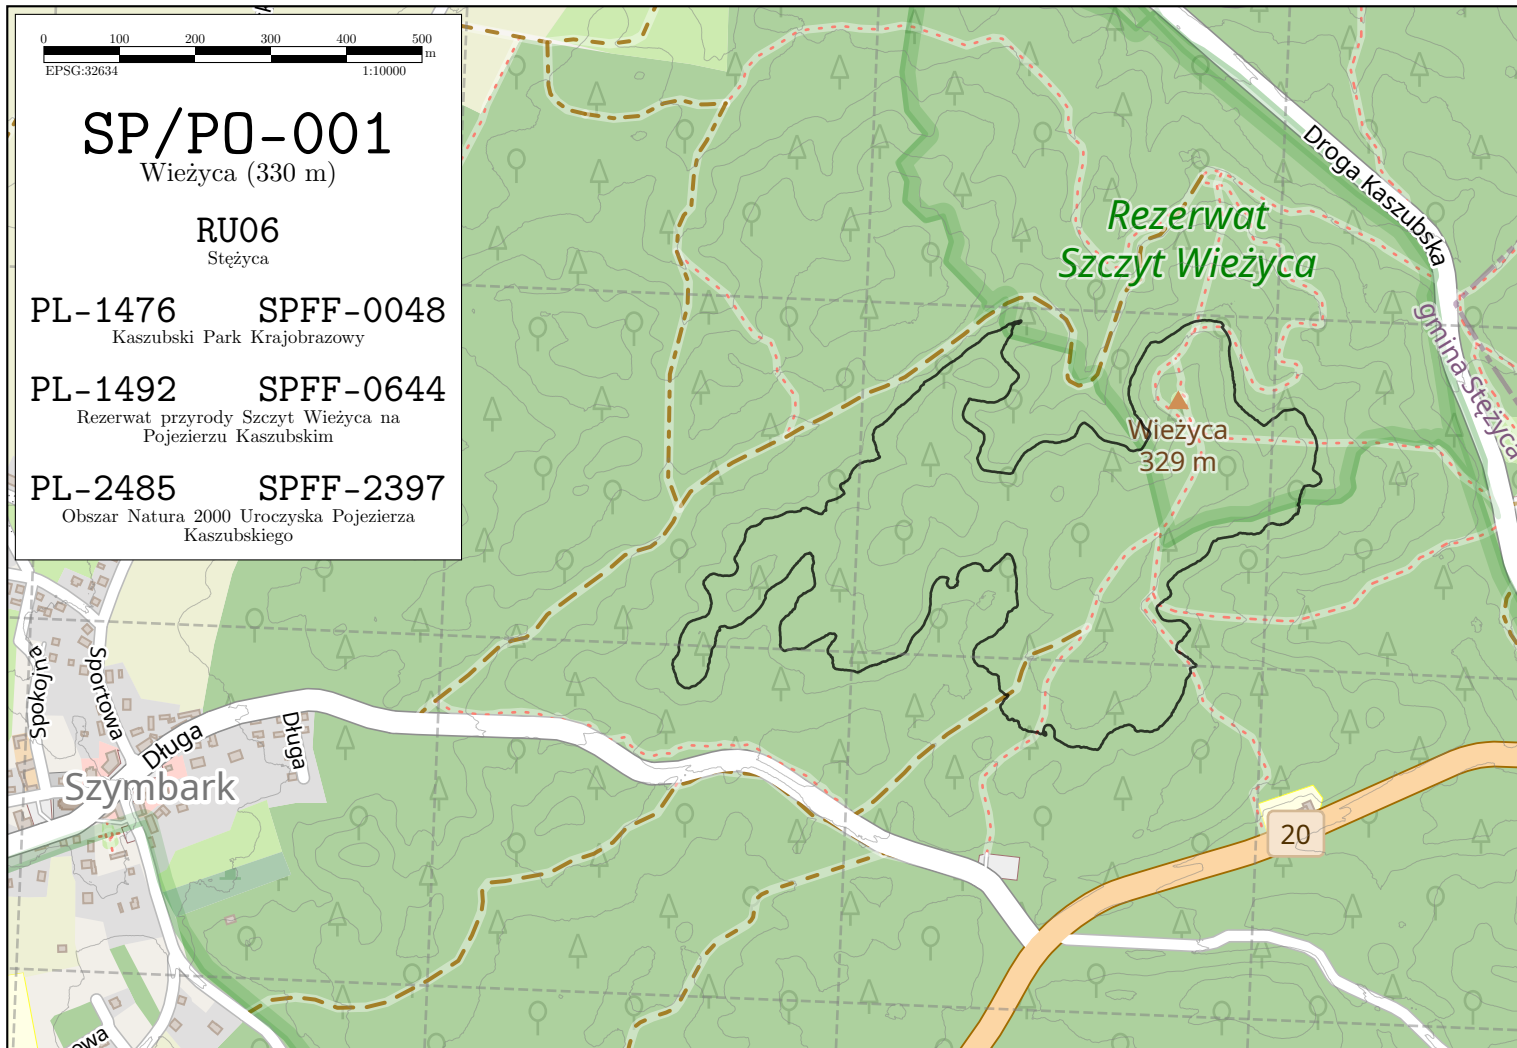 0 100 200 300 400 500
m
EPSG:32634 1:10000
SP/PO-001
Wieżyca (330 m)
RU06
Stężyca
PL-1476 SPFF-0048
Kaszubski Park Krajobrazowy
PL-1492 SPFF-0644
Rezerwat przyrody Szczyt Wieżyca na
Pojezierzu Kaszubskim
PL-2485 SPFF-2397
Obszar Natura 2000 Uroczyska Pojezierza
Kaszubskiego
Droga Kaszubska
Rezerwat
Szczyt Wieżyca
gmina Stężyca
Wieżyca
329 m
Spokojna
Sportowa
Długa
Długa
Szymbark
20
owa